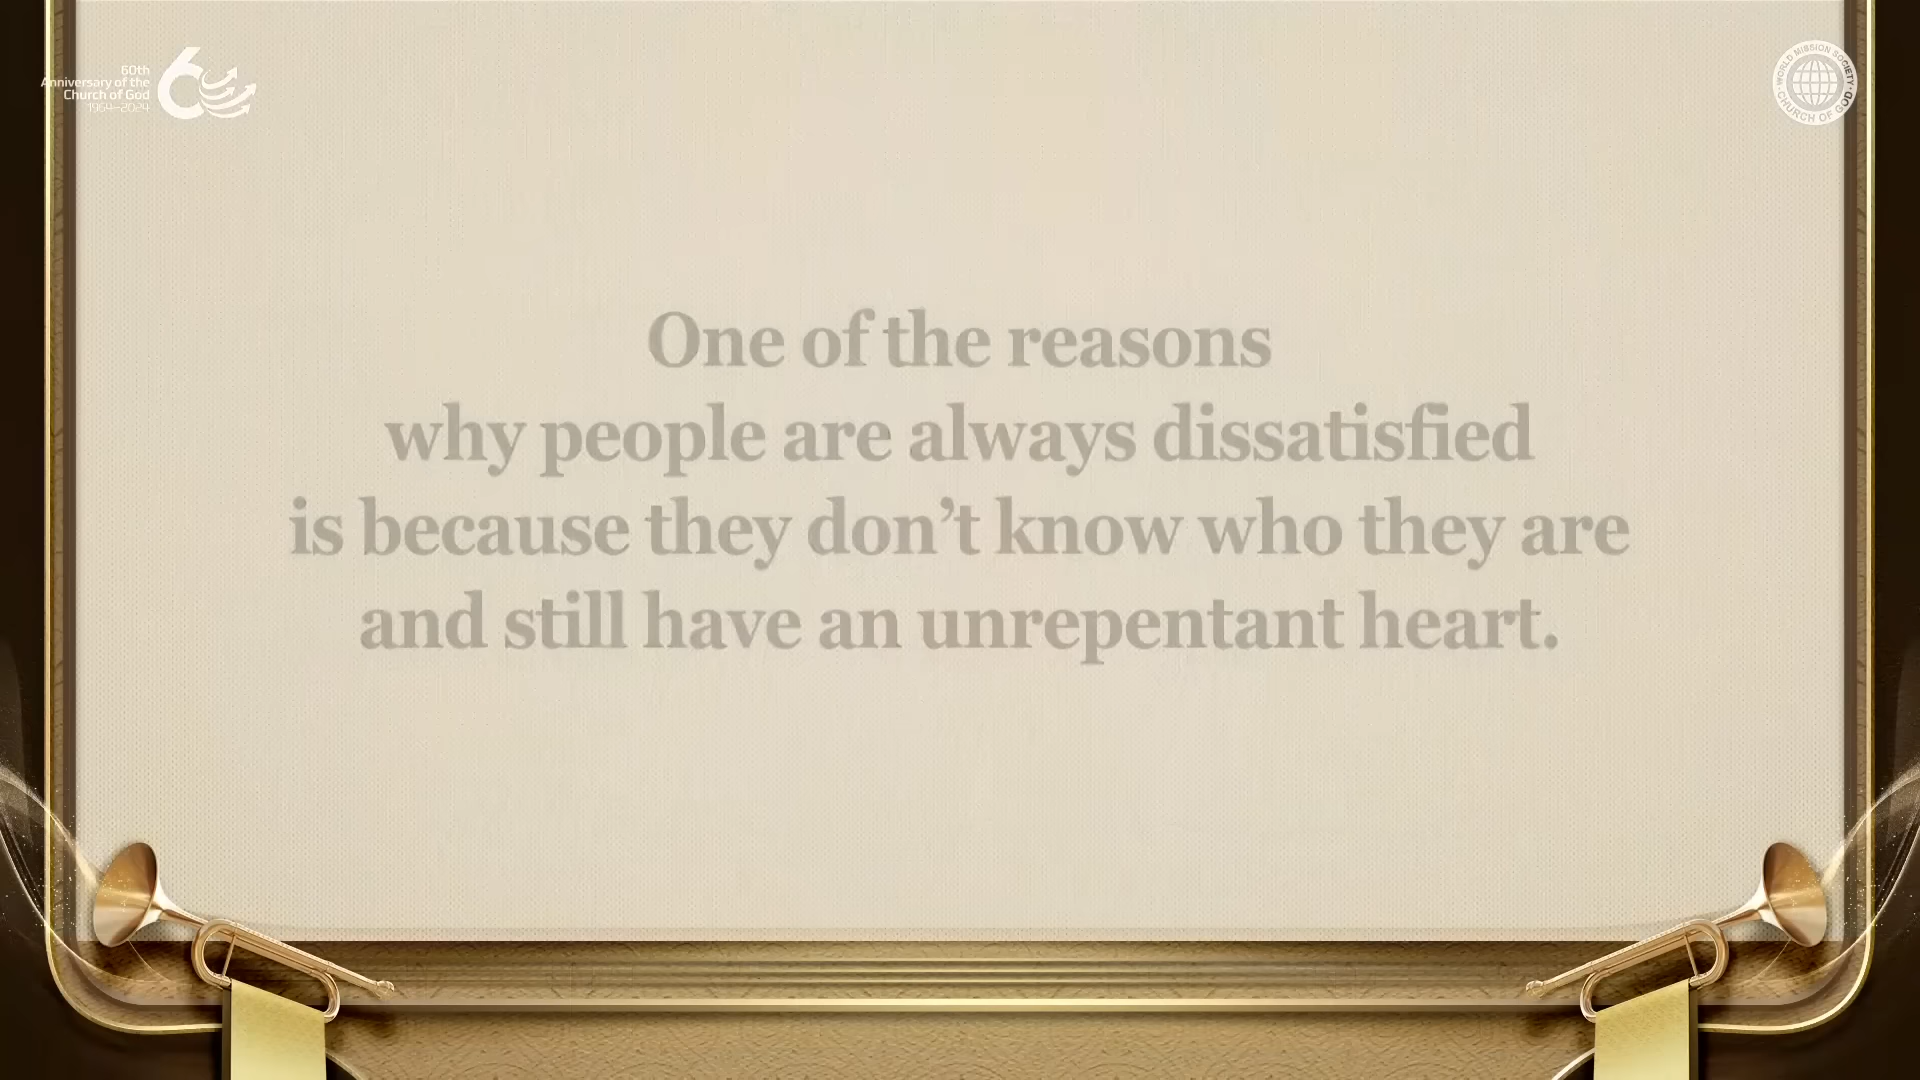 60th
Anniversary of the
Church of God
1964–2024
WORLD MISSION SOCIETY
CHURCH OF GOD
One of the reasons
why people are always dissatisfied
is because they don’t know who they are
and still have an unrepentant heart.